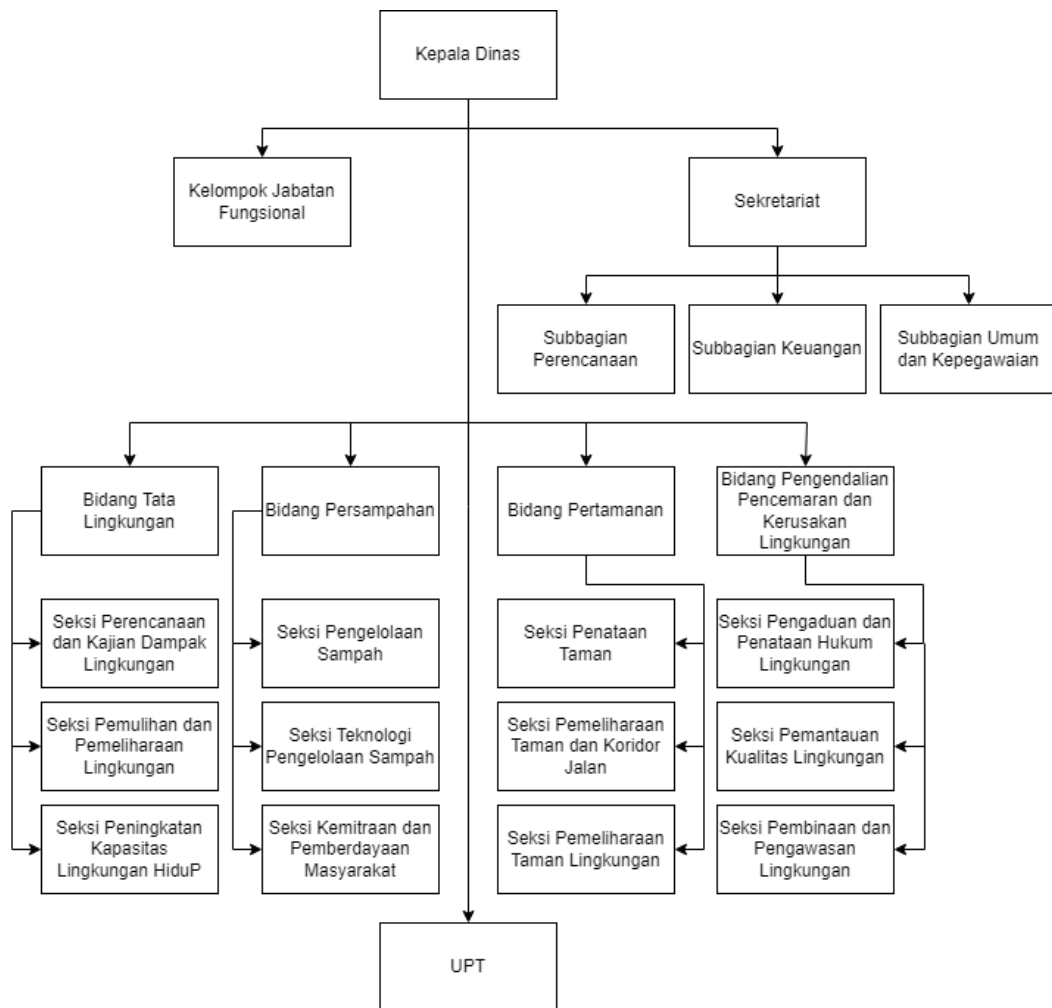 Kepala Dinas
Kelompok Jabatan
Fungsional
Sekretariat
Subbagian
Perencanaan
Subbagian Keuangan
Subbagian Umum
dan Kepegawaian
Bidang Tata
Lingkungan
Bidang Persampahan
Bidang Pertamanan
Bidang Pengendalian
Pencemaran dan
Kerusakan
Lingkungan
Seksi Perencanaan
dan Kajian Dampak
Lingkungan
Seksi Pengelolaan
Sampah
Seksi Penataan
Taman
Seksi Pengaduan dan
Penataan Hukum
Lingkungan
Seksi Pemulihan dan
Pemeliharaan
Lingkungan
Seksi Teknologi
Pengelolaan Sampah
Seksi Pemeliharaan
Taman dan Koridor
Jalan
Seksi Pemantauan
Kualitas Lingkungan
Seksi Peningkatan
Kapasitas
Lingkungan HiduP
Seksi Kemitraan dan
Pemberdayaan
Masyarakat
Seksi Pemeliharaan
Taman Lingkungan
Seksi Pembinaan dan
Pengawasan
Lingkungan
UPT